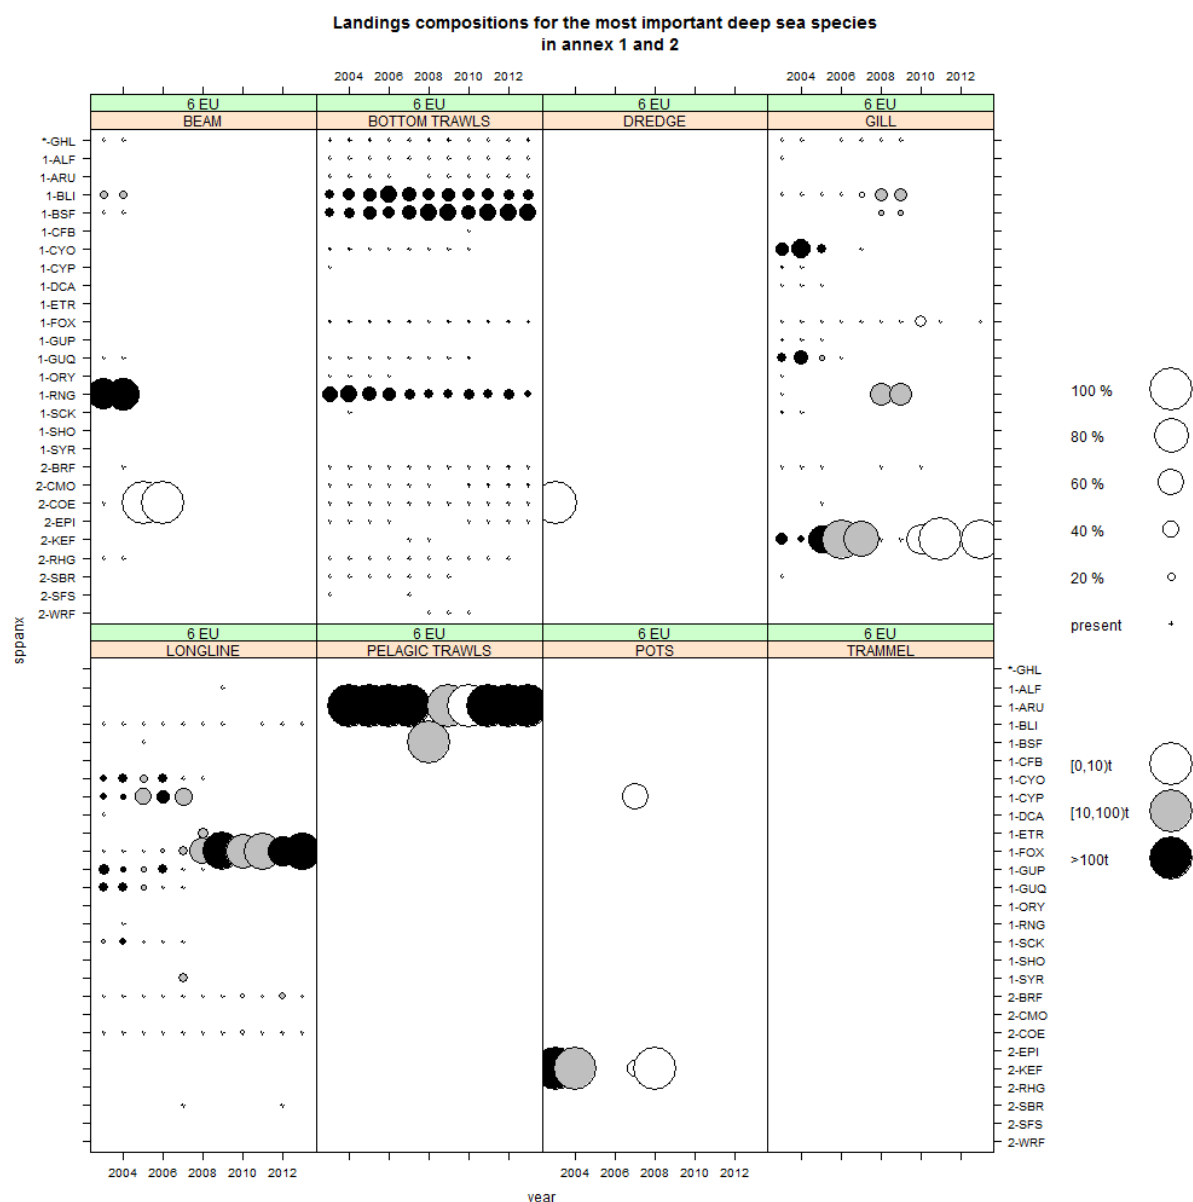 Landings compositions for the most important deep sea species
in annex 1 and 2
2004 2006 2008 2010 2012
2004 2006 2008 2010 2012
6 EU 6 EU 6 EU 6 EU
BEAM BOTTOM TRAWLS DREDGE GILL
*-GHL
1-ALF
1-ARU
1-BLI
1-BSF
1-CFB
1-CYO
1-CYP
1-DCA
1-ETR
1-FOX
1-GUP
1-GUQ
1-ORY
1-RNG
1-SCK
1-SHO
1-SYR
2-BRF
2-CMO
2-COE
2-EPI
2-KEF
2-RHG
2-SBR
2-SFS
2-WRF
100 %
80 %
60 %
40 %
20 %
present
sppanx
6 EU 6 EU 6 EU 6 EU
LONGLINE PELAGIC TRAWLS POTS TRAMMEL
*-GHL
1-ALF
1-ARU
1-BLI
1-BSF
1-CFB
1-CYO
1-CYP
1-DCA
1-ETR
1-FOX
1-GUP
1-GUQ
1-ORY
1-RNG
1-SCK
1-SHO
1-SYR
2-BRF
2-CMO
2-COE
2-EPI
2-KEF
2-RHG
2-SBR
2-SFS
2-WRF
[0,10)t
[10,100)t
>100t
2004 2006 2008 2010 2012
2004 2006 2008 2010 2012
year